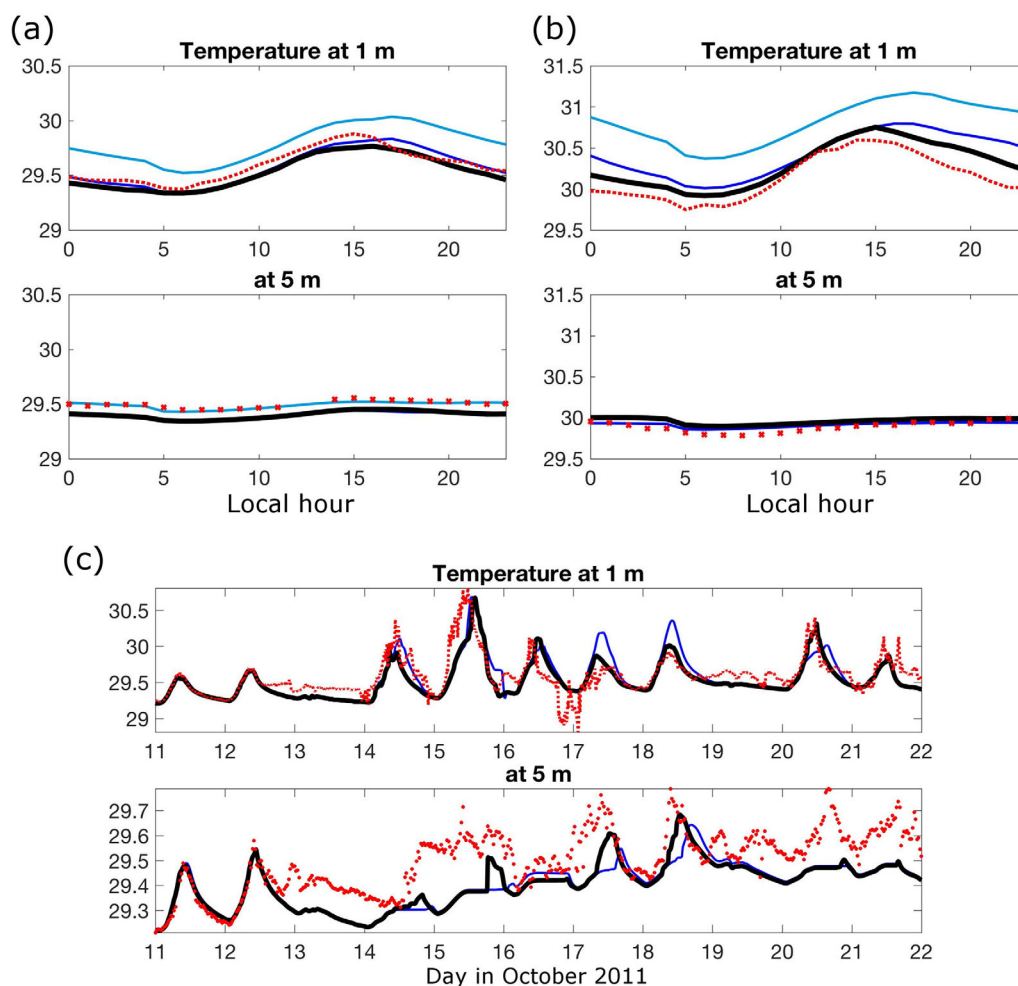 (a)
Temperature at 1 m
30.5
30
29.5
29
0 5 10 15 20
at 5 m
30.5
30
29.5
29
0 5 10 15 20
Local hour
(b)
Temperature at 1 m
31.5
31
30.5
30
29.5
0 5 10 15 20
at 5 m
31.5
31
30.5
30
29.5
0 5 10 15 20
Local hour
(c)
Temperature at 1 m
30.5
30
29.5
29
11 12 13 14 15 16 17 18 19 20 21 22
at 5 m
29.7
29.6
29.5
29.4
29.3
11 12 13 14 15 16 17 18 19 20 21 22
Day in October 2011